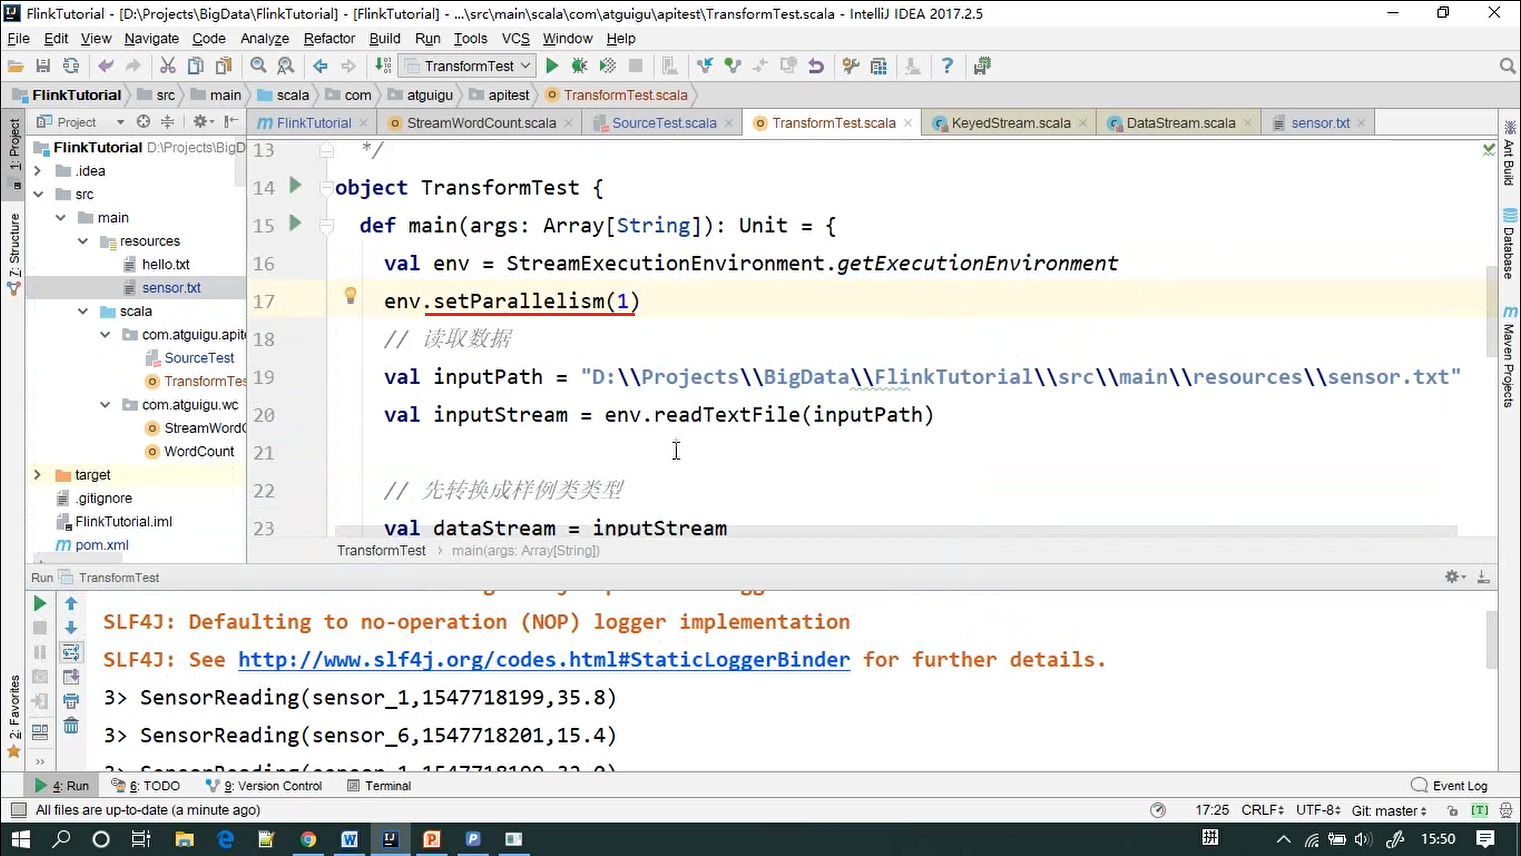 FlinkTutorial - [D:\Projects\BigData\FlinkTutorial] - [FlinkTutorial] - ...\src\main\scala\com\atguigu\apitest\TransformTest.scala - IntelliJ IDEA 2017.2.5
File Edit View Navigate Code Analyze Refactor Build Run Tools VCS Window Help
TransformTest
FlinkTutorial src main scala com atguigu apitest TransformTest.scala
Project
FlinkTutorial StreamWordCount.scala SourceTest.scala TransformTest.scala KeyedStream.scala DataStream.scala sensor.txt
1: Project
7: Structure
2: Favorites
FlinkTutorial D:\Projects\BigD
.idea
src
main
resources
hello.txt
sensor.txt
scala
com.atguigu.apitest
SourceTest
TransformTes
com.atguigu.wc
StreamWordC
WordCount
target
.gitignore
FlinkTutorial.iml
pom.xml
13 */
14 object TransformTest {
15 def main(args: Array[String]): Unit = {
16 val env = StreamExecutionEnvironment.getExecutionEnvironment
17 env.setParallelism(1)
18 // 读取数据
19 val inputPath = "D:\\Projects\\BigData\\FlinkTutorial\\src\\main\\resources\\sensor.txt"
20 val inputStream = env.readTextFile(inputPath)
21
22 // 先转换成样例类类型
23 val dataStream = inputStream
TransformTest › main(args: Array[String])
Ant Build
Database
Maven Projects
Run TransformTest
SLF4J: Defaulting to no-operation (NOP) logger implementation
SLF4J: See http://www.slf4j.org/codes.html#StaticLoggerBinder for further details.
3> SensorReading(sensor_1,1547718199,35.8)
3> SensorReading(sensor_6,1547718201,15.4)
4: Run 6: TODO 9: Version Control Terminal Event Log
All files are up-to-date (a minute ago) 17:25 CRLF UTF-8 Git: master [T]
拼 15:50